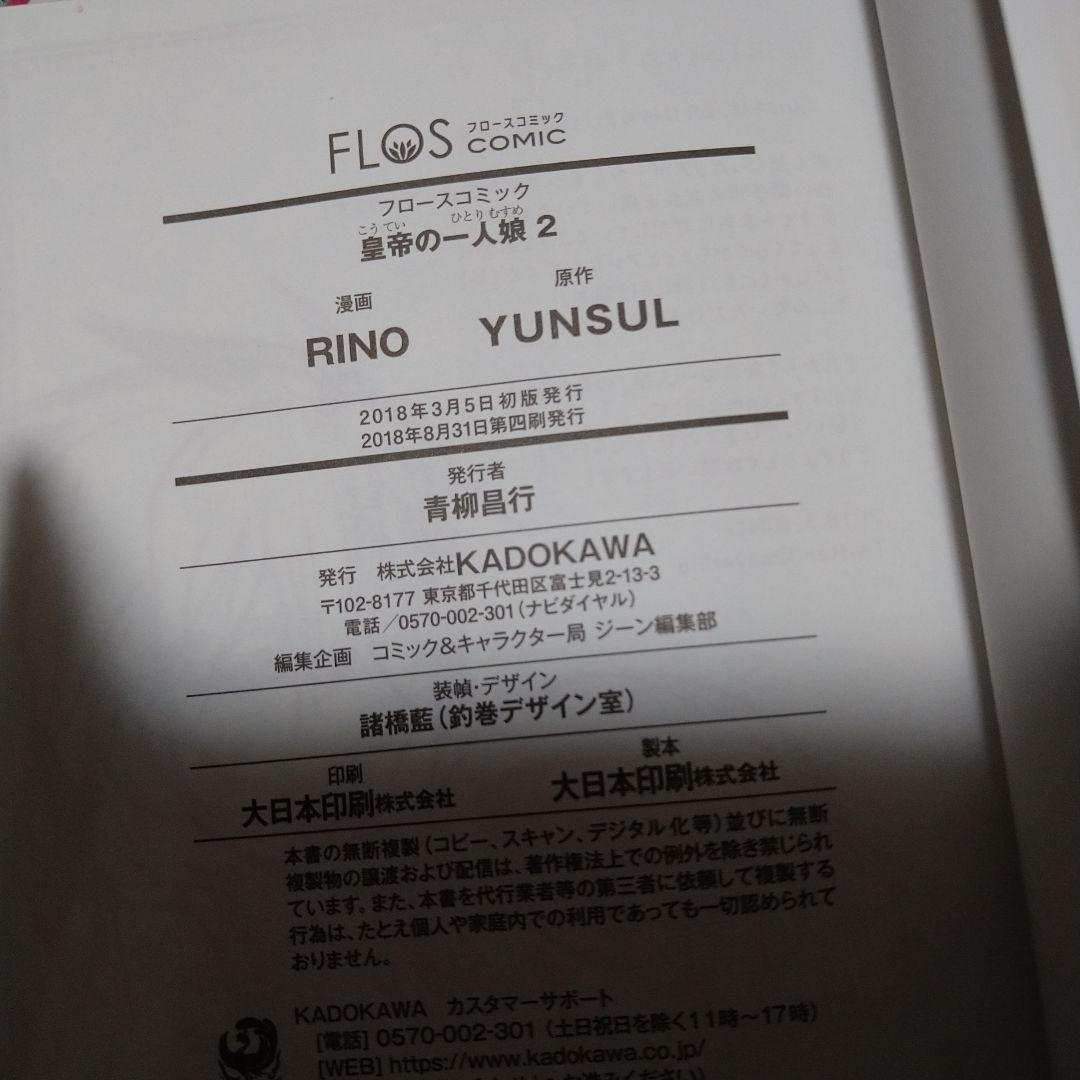 FLOS フロースコミック
COMIC
フロースコミック
こうてい ひとりむすめ
皇帝の一人娘 2
漫画 原作
RINO YUNSUL
2018年3月5日初版発行
2018年8月31日第四刷発行
発行者
青柳昌行
発行 株式会社KADOKAWA
〒102-8177 東京都千代田区富士見2-13-3
電話／0570-002-301（ナビダイヤル）
編集企画 コミック&キャラクター局 ジーン編集部
装幀・デザイン
諸橋藍（釣巻デザイン室）
印刷 製本
大日本印刷株式会社 大日本印刷株式会社
本書の無断複製（コピー、スキャン、デジタル化等）並びに無断
複製物の譲渡および配信は、著作権法上での例外を除き禁じられ
ています。また、本書を代行業者等の第三者に依頼して複製する
行為は、たとえ個人や家庭内での利用であっても一切認められて
おりません。
KADOKAWA カスタマーサポート
［電話］0570-002-301（土日祝日を除く11時～17時）
［WEB］https://www.kadokawa.co.jp/